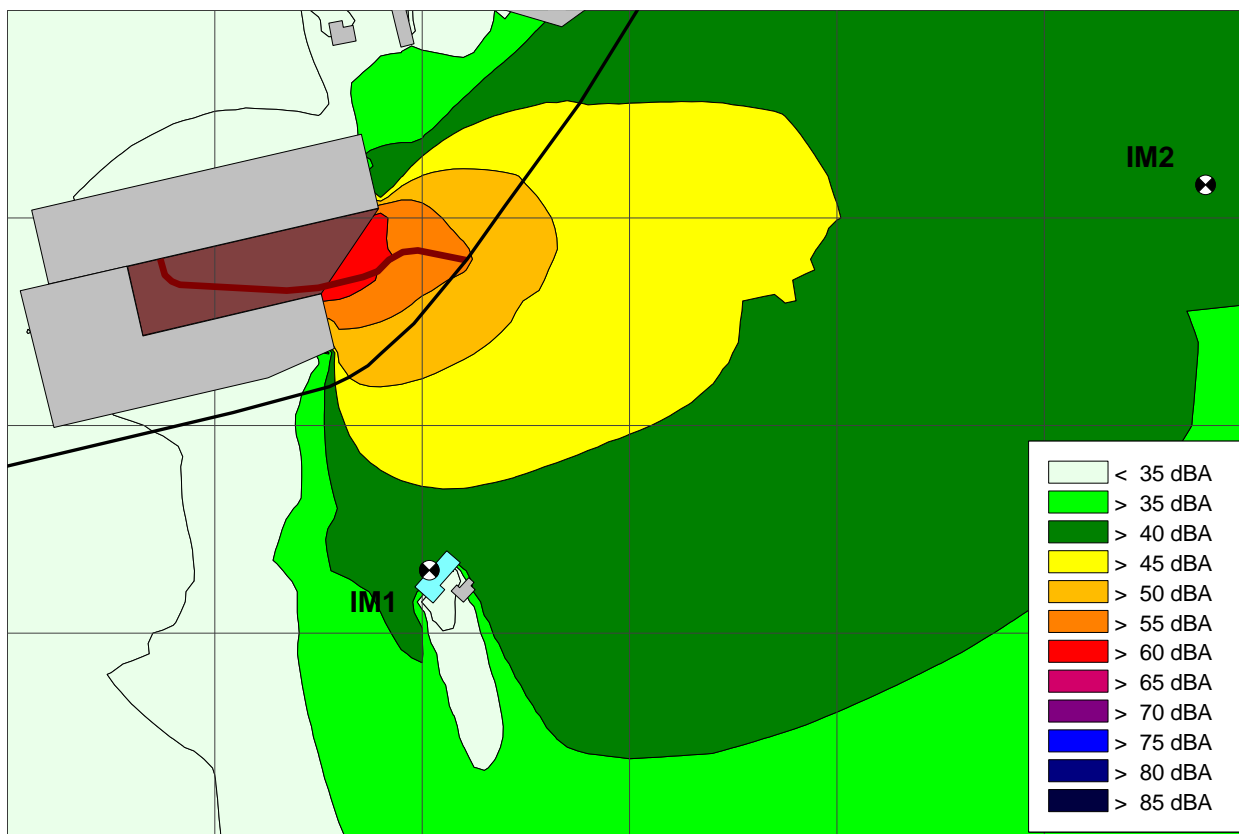 IM2
IM1
< 35 dBA
> 35 dBA
> 40 dBA
> 45 dBA
> 50 dBA
> 55 dBA
> 60 dBA
> 65 dBA
> 70 dBA
> 75 dBA
> 80 dBA
> 85 dBA